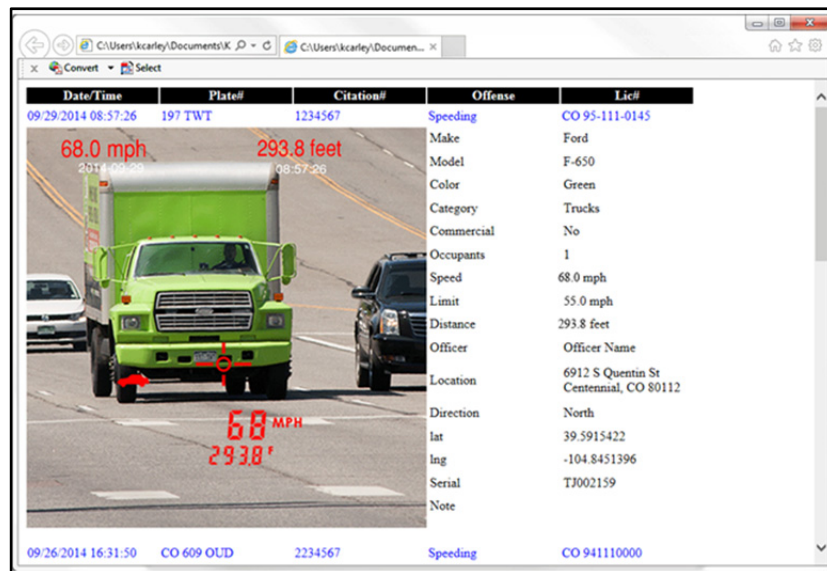 C:\Users\kcarley\Documents\K
C:\Users\kcarley\Documen...
x Convert Select
Date/Time Plate# Citation# Offense Lic#
09/29/2014 08:57:26 197 TWT 1234567 Speeding CO 95-111-0145
68.0 mph 293.8 feet
2014-09-29 08:57:26
68 MPH
293.8 F
Make Ford
Model F-650
Color Green
Category Trucks
Commercial No
Occupants 1
Speed 68.0 mph
Limit 55.0 mph
Distance 293.8 feet
Officer Officer Name
Location 6912 S Quentin St
Centennial, CO 80112
Direction North
lat 39.5915422
lng -104.8451396
Serial TJ002159
Note
09/26/2014 16:31:50 CO 609 OUD 2234567 Speeding CO 941110000